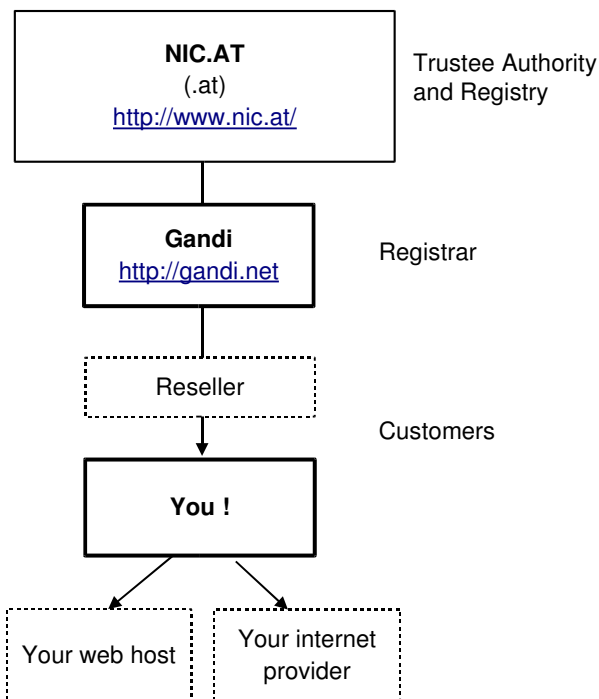 NIC.AT
(.at)
http://www.nic.at/
Trustee Authority
and Registry
Gandi
http://gandi.net
Registrar
Reseller
Customers
You !
Your web host
Your internet
provider